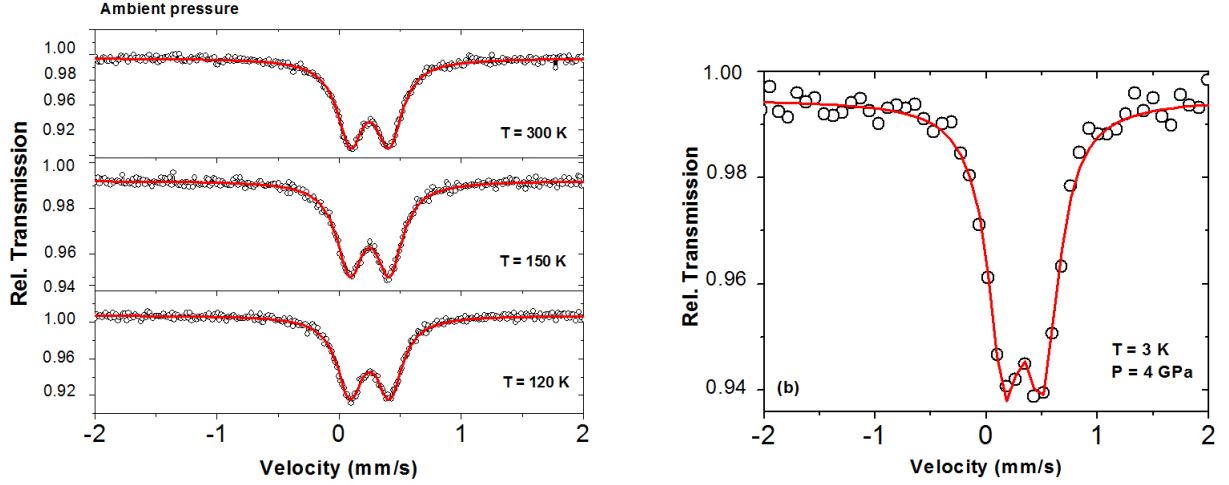 Ambient pressure
Rel. Transmission
1.00
0.98
0.96
0.92
T = 300 K
1.00
0.98
0.96
0.94
T = 150 K
1.00
0.96
0.92
T = 120 K
-2
-1
0
1
2
Velocity (mm/s)
Rel. Transmission
1.00
0.98
0.96
0.94
(b)
T = 3 K
P = 4 GPa
-2
-1
0
1
2
Velocity (mm/s)